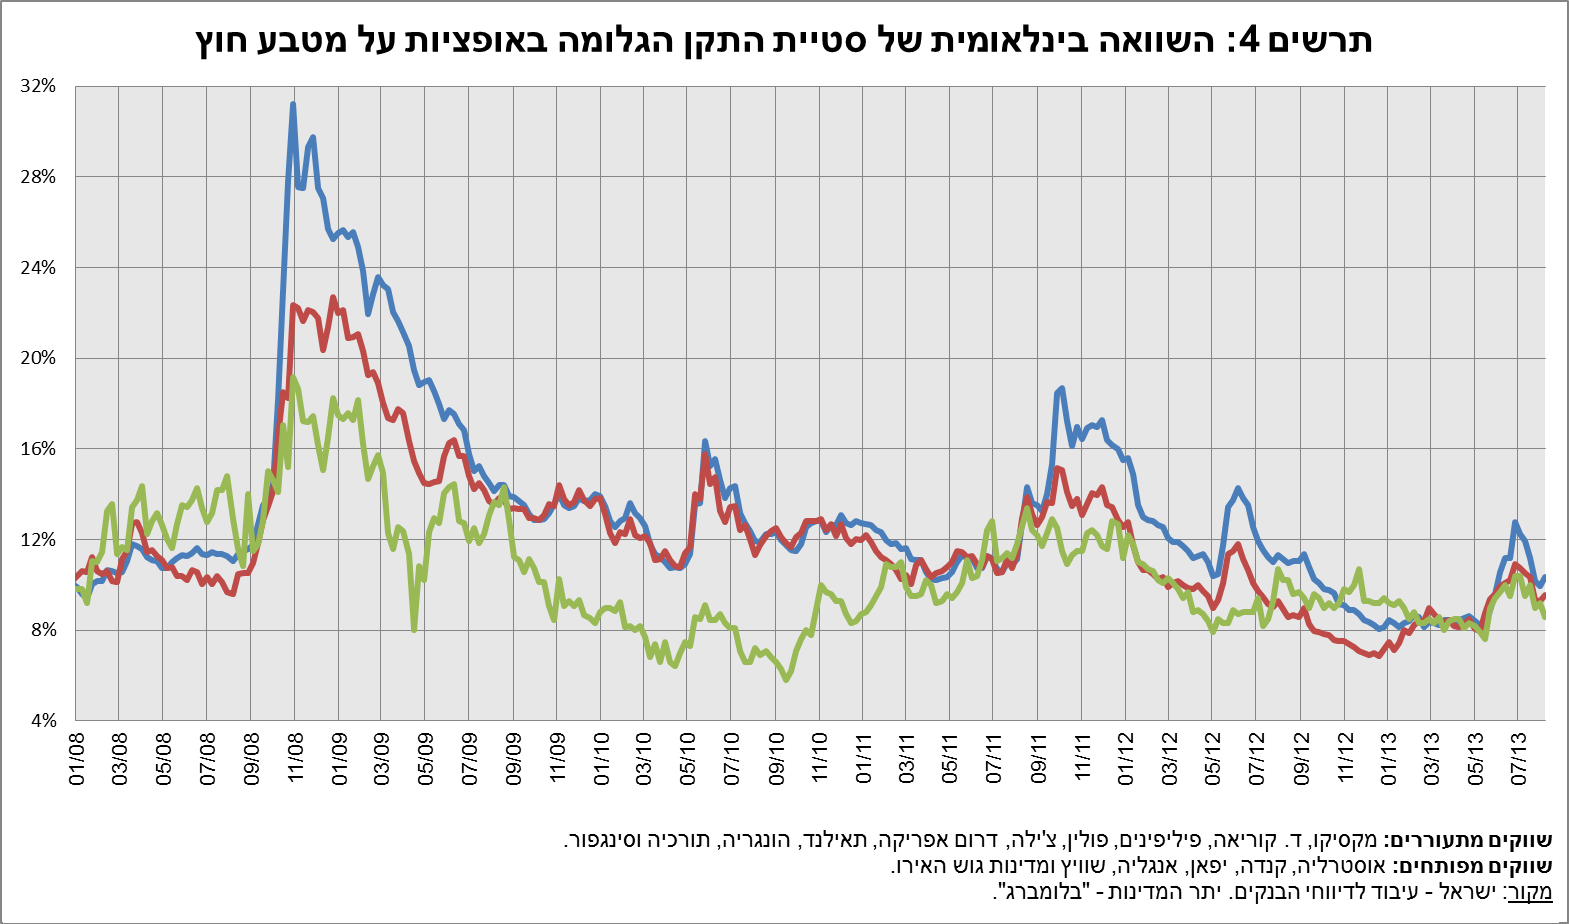 תרשים 4: השוואה בינלאומית של סטיית התקן הגלומה באופציות על מטבע חוץ
32%
28%
24%
20%
16%
12%
8%
4%
01/08 03/08 05/08 07/08 09/08 11/08 01/09 03/09 05/09 07/09 09/09 11/09 01/10 03/10 05/10 07/10 09/10 11/10 01/11 03/11 05/11 07/11 09/11 11/11 01/12 03/12 05/12 07/12 09/12 11/12 01/13 03/13 05/13 07/13
שווקים מתעוררים: מקסיקו, ד. קוריאה, פיליפינים, פולין, צ'ילה, דרום אפריקה, תאילנד, הונגריה, תורכיה וסינגפור.
שווקים מפותחים: אוסטרליה, קנדה, יפאן, אנגליה, שוויץ ומדינות גוש האירו.
מקור: ישראל - עיבוד לדיווחי הבנקים. יתר המדינות - "בלומברג".